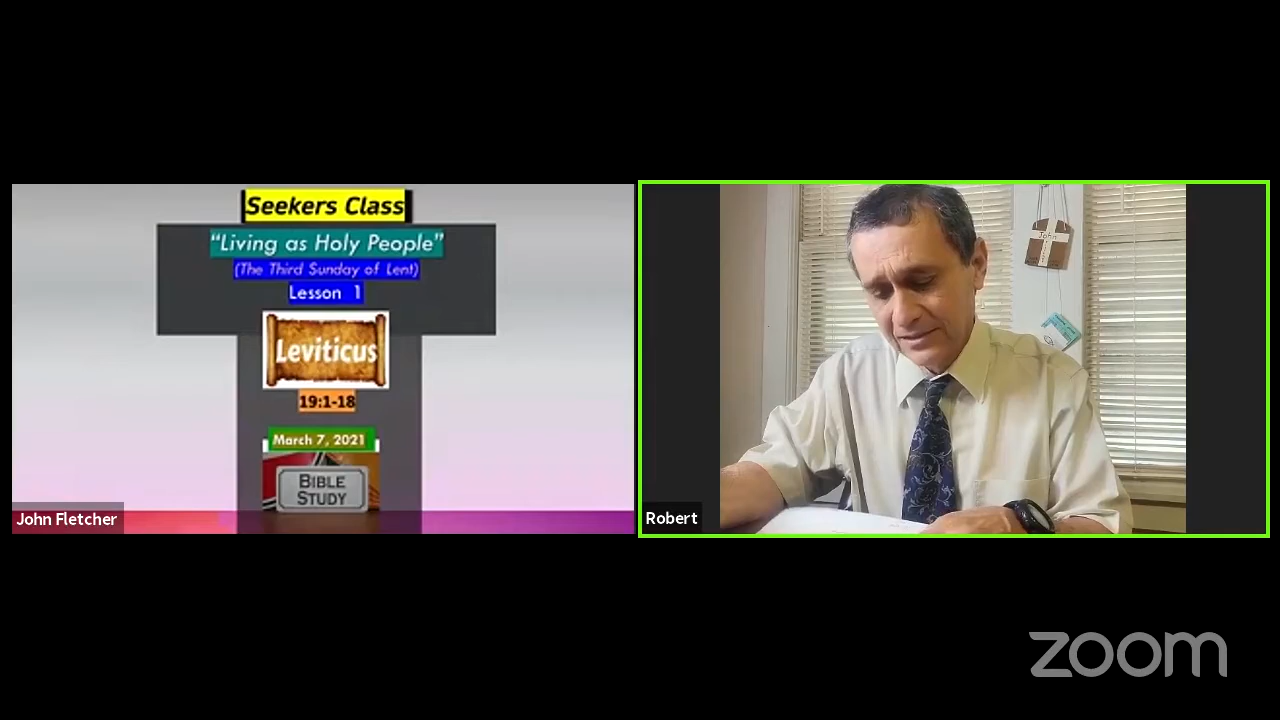 Seekers Class
“Living as Holy People”
(The Third Sunday of Lent)
Lesson 1
Leviticus
19:1-18
March 7, 2021
BIBLE
STUDY
John Fletcher
John
Robert
zoom